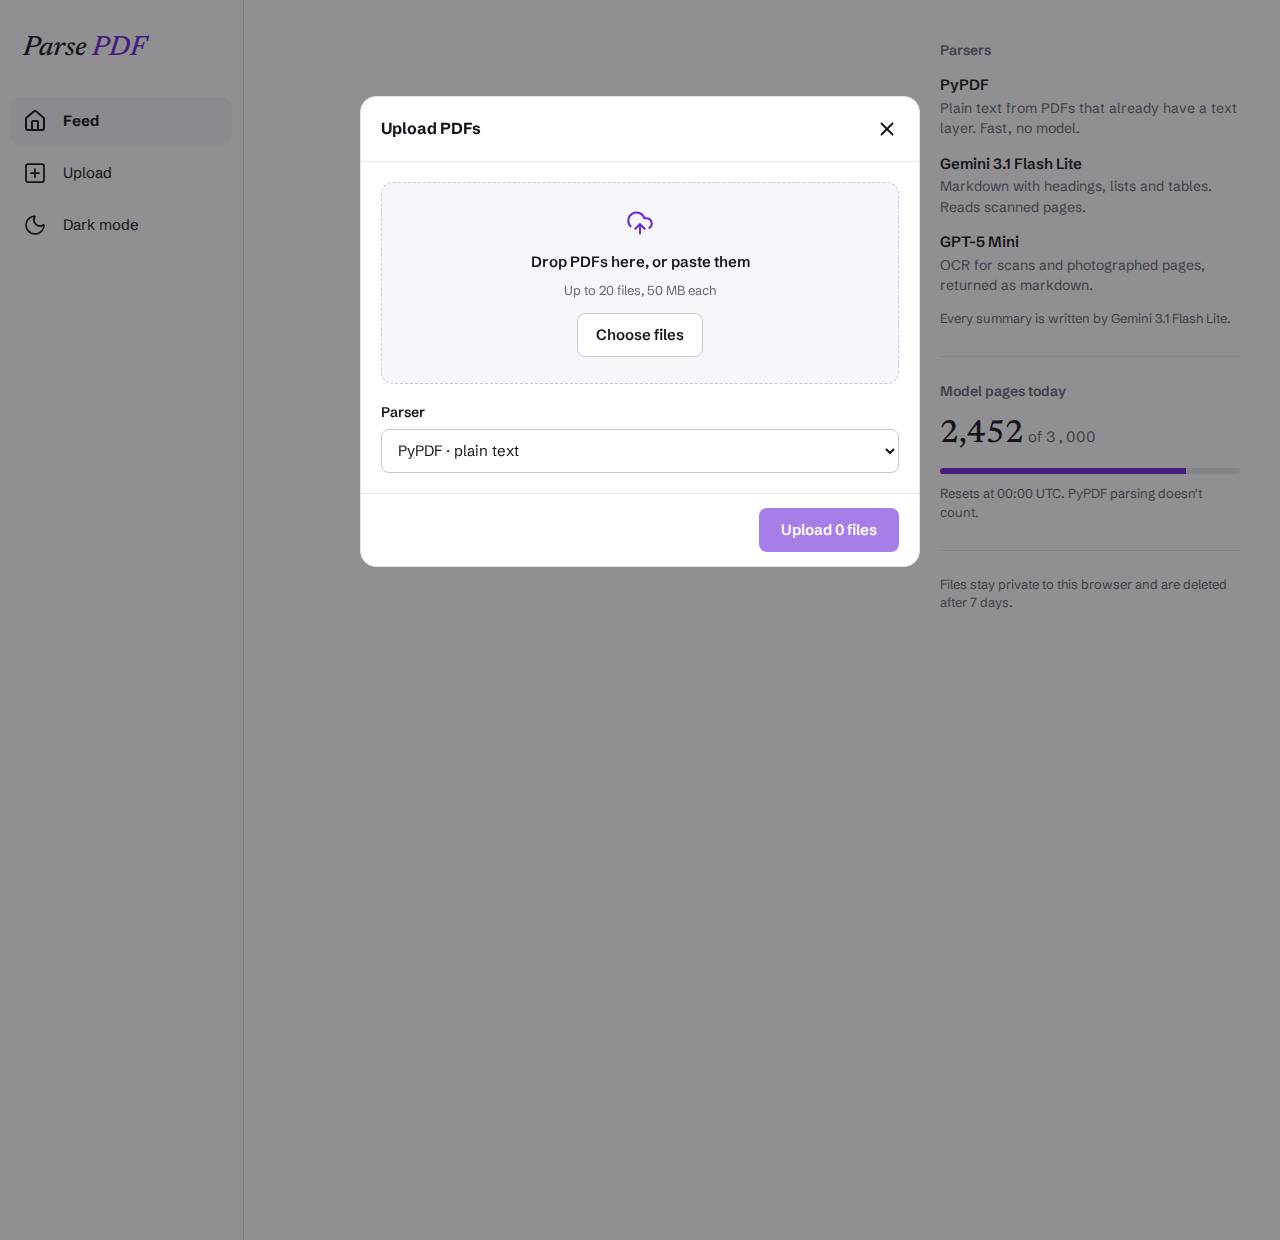 Parse PDF
Feed
Upload
Dark mode
Upload PDFs
Drop PDFs here, or paste them
Up to 20 files, 50 MB each
Choose files
Parser
PyPDF · plain text
Upload 0 files
Parsers
PyPDF
Plain text from PDFs that already have a text
layer. Fast, no model.
Gemini 3.1 Flash Lite
Markdown with headings, lists and tables.
Reads scanned pages.
GPT-5 Mini
OCR for scans and photographed pages,
returned as markdown.
Every summary is written by Gemini 3.1 Flash Lite.
Model pages today
2,452 of 3,000
Resets at 00:00 UTC. PyPDF parsing doesn't
count.
Files stay private to this browser and are deleted
after 7 days.